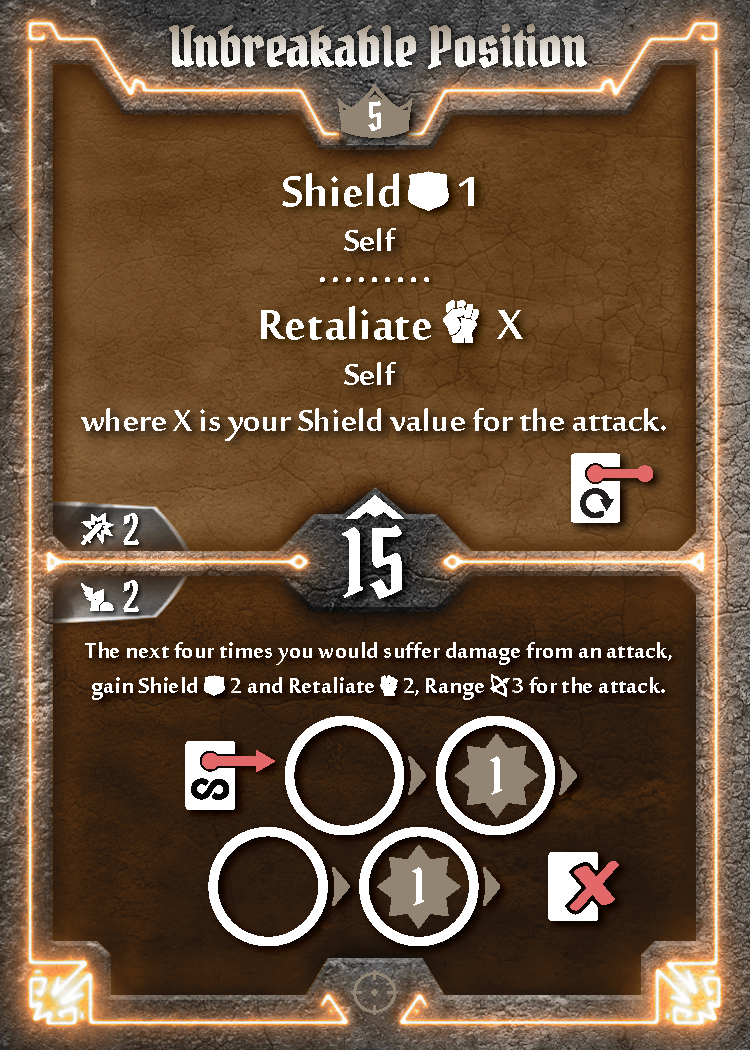 Unbreakable Position
5
Shield 1
Self
.........
Retaliate X
Self
where X is your Shield value for the attack.
2
15
2
The next four times you would suffer damage from an attack,
gain Shield 2 and Retaliate 2, Range 3 for the attack.
1
1